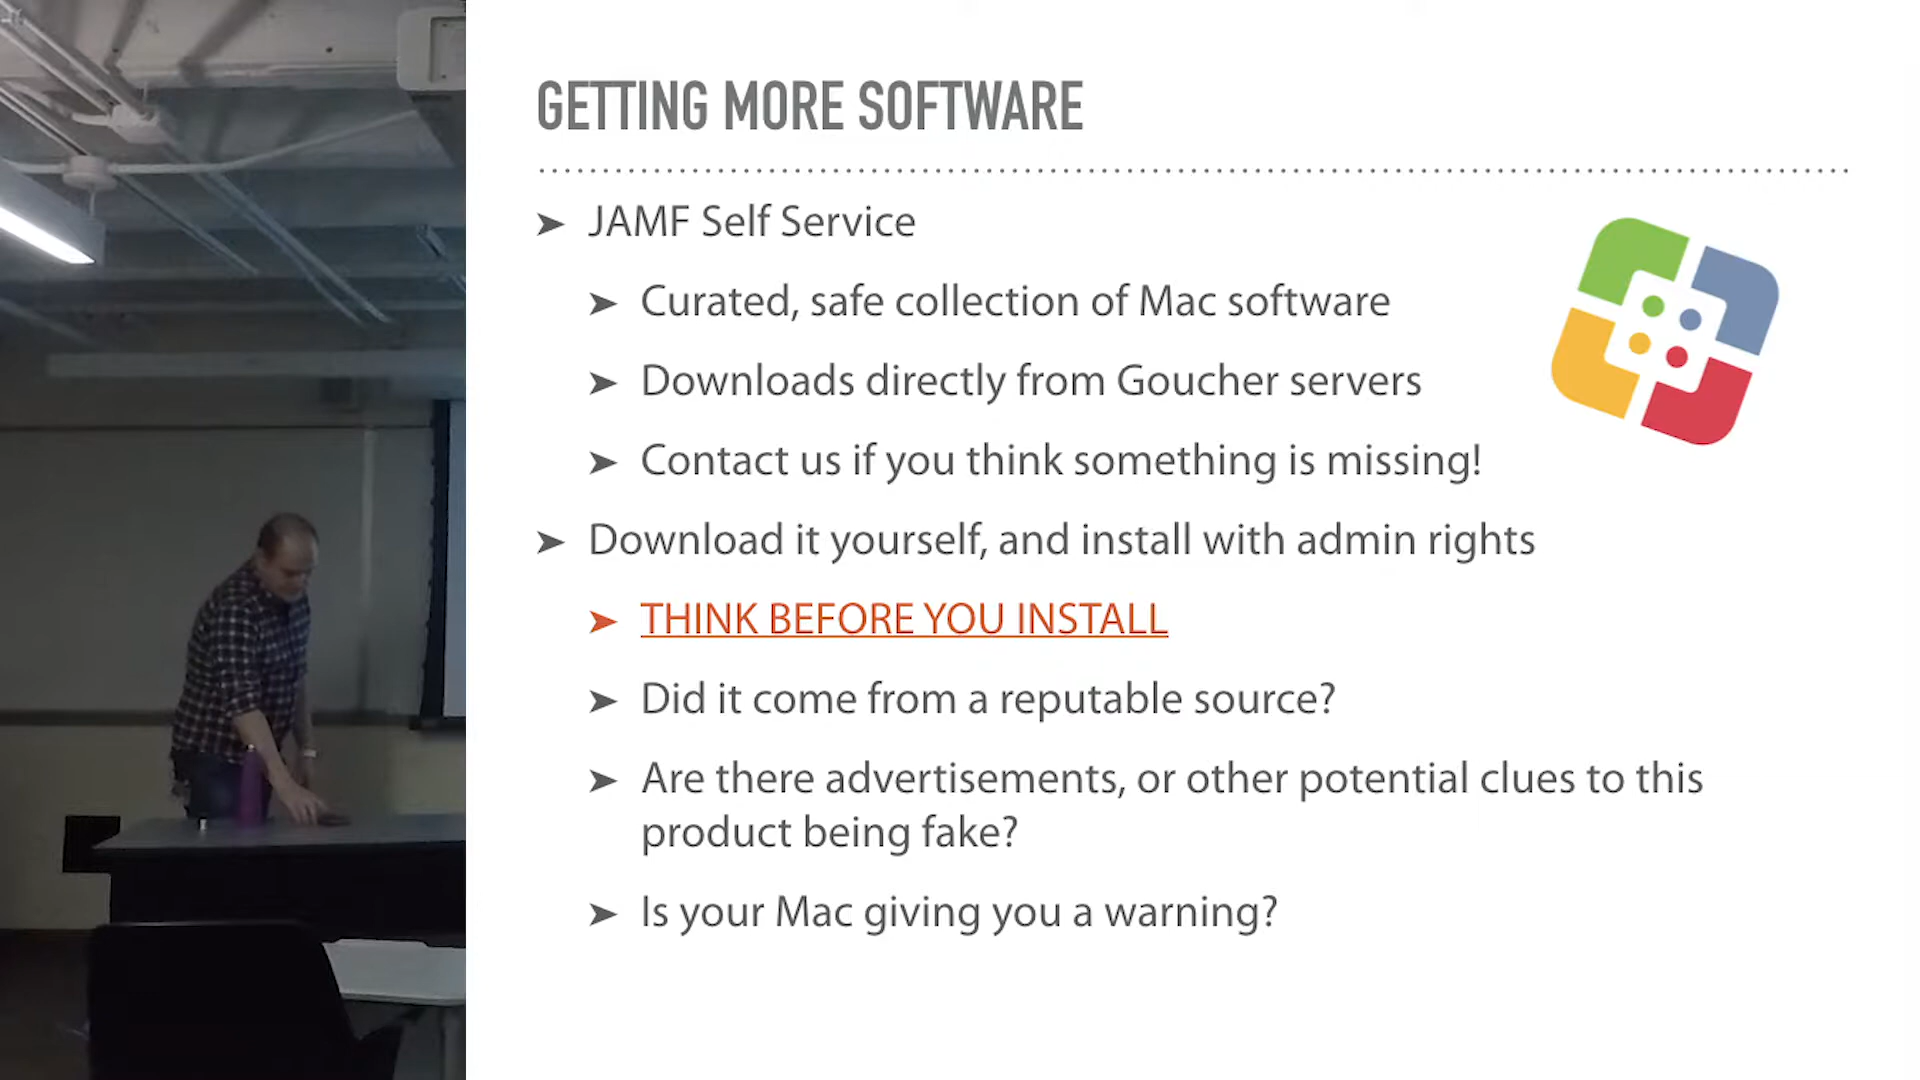 GETTING MORE SOFTWARE
➤ JAMF Self Service
➤ Curated, safe collection of Mac software
➤ Downloads directly from Goucher servers
➤ Contact us if you think something is missing!
➤ Download it yourself, and install with admin rights
➤ THINK BEFORE YOU INSTALL
➤ Did it come from a reputable source?
➤ Are there advertisements, or other potential clues to this
product being fake?
➤ Is your Mac giving you a warning?